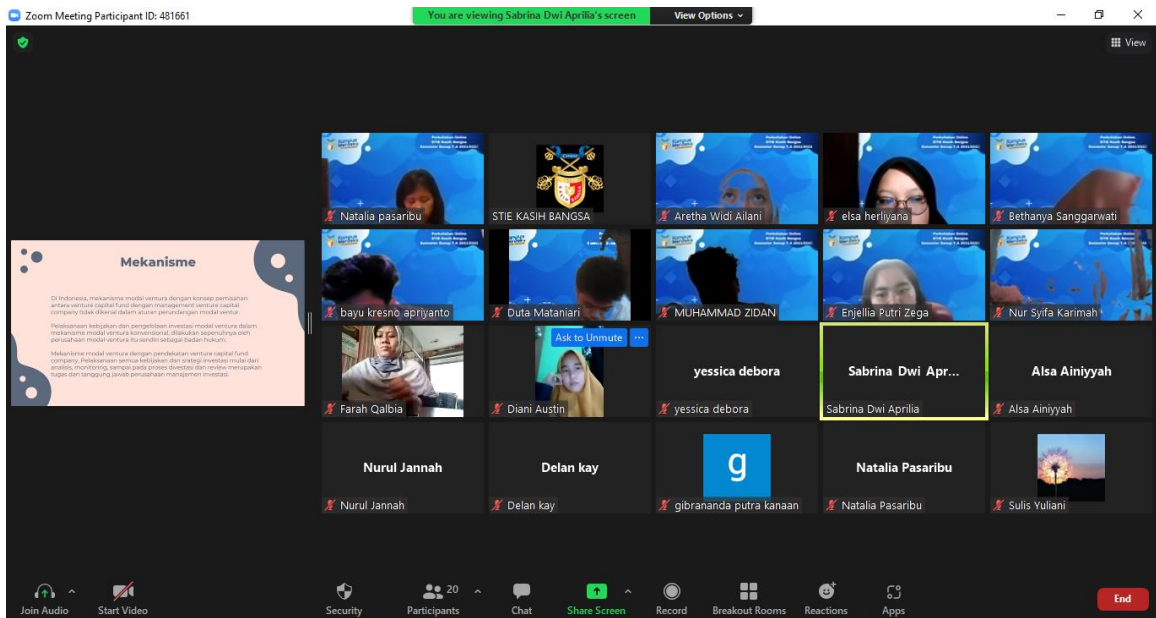 Zoom Meeting Participant ID: 481661
You are viewing Sabrina Dwi Aprilia's screen
View Options
View
Mekanisme
Di Indonesia, mekanisme modal ventura dengan konsep pemisahan
antara venture capital fund dengan management venture capital
company tidak dikenal dalam aturan perundangan modal ventur.
Pelaksanaan kebijakan dan pengelolaan investasi modal ventura dalam
mekanisme modal ventura konvensional, dilakukan sepenuhnya oleh
perusahaan modal ventura itu sendiri sebagai badan hukum.
Mekanisme modal ventura dengan pendekatan venture capital fund
company, Pelaksanaan semua kebijakan dan srategi investasi mulai dari
analisis, monitoring, sampai pada proses divestasi dan review merupakan
tugas dan tanggung jawab perusahaan manajemen investasi.
Natalia pasaribu
STIE KASIH BANGSA
Aretha Widi Ailani
elsa herliyana
Bethanya Sanggarwati
bayu kresno apriyanto
Duta Mataniari
MUHAMMAD ZIDAN
Enjellia Putri Zega
Nur Syifa Karimah
Ask to Unmute
yessica debora
Sabrina Dwi Apr...
Alsa Ainiyyah
Farah Qalbia
Diani Austin
yessica debora
Sabrina Dwi Aprilia
Alsa Ainiyyah
Nurul Jannah
Delan kay
g
Natalia Pasaribu
Nurul Jannah
Delan kay
gibrananda putra kanaan
Natalia Pasaribu
Sulis Yuliani
Join Audio
Start Video
Security
20
Participants
Chat
Share Screen
Record
Breakout Rooms
Reactions
Apps
End